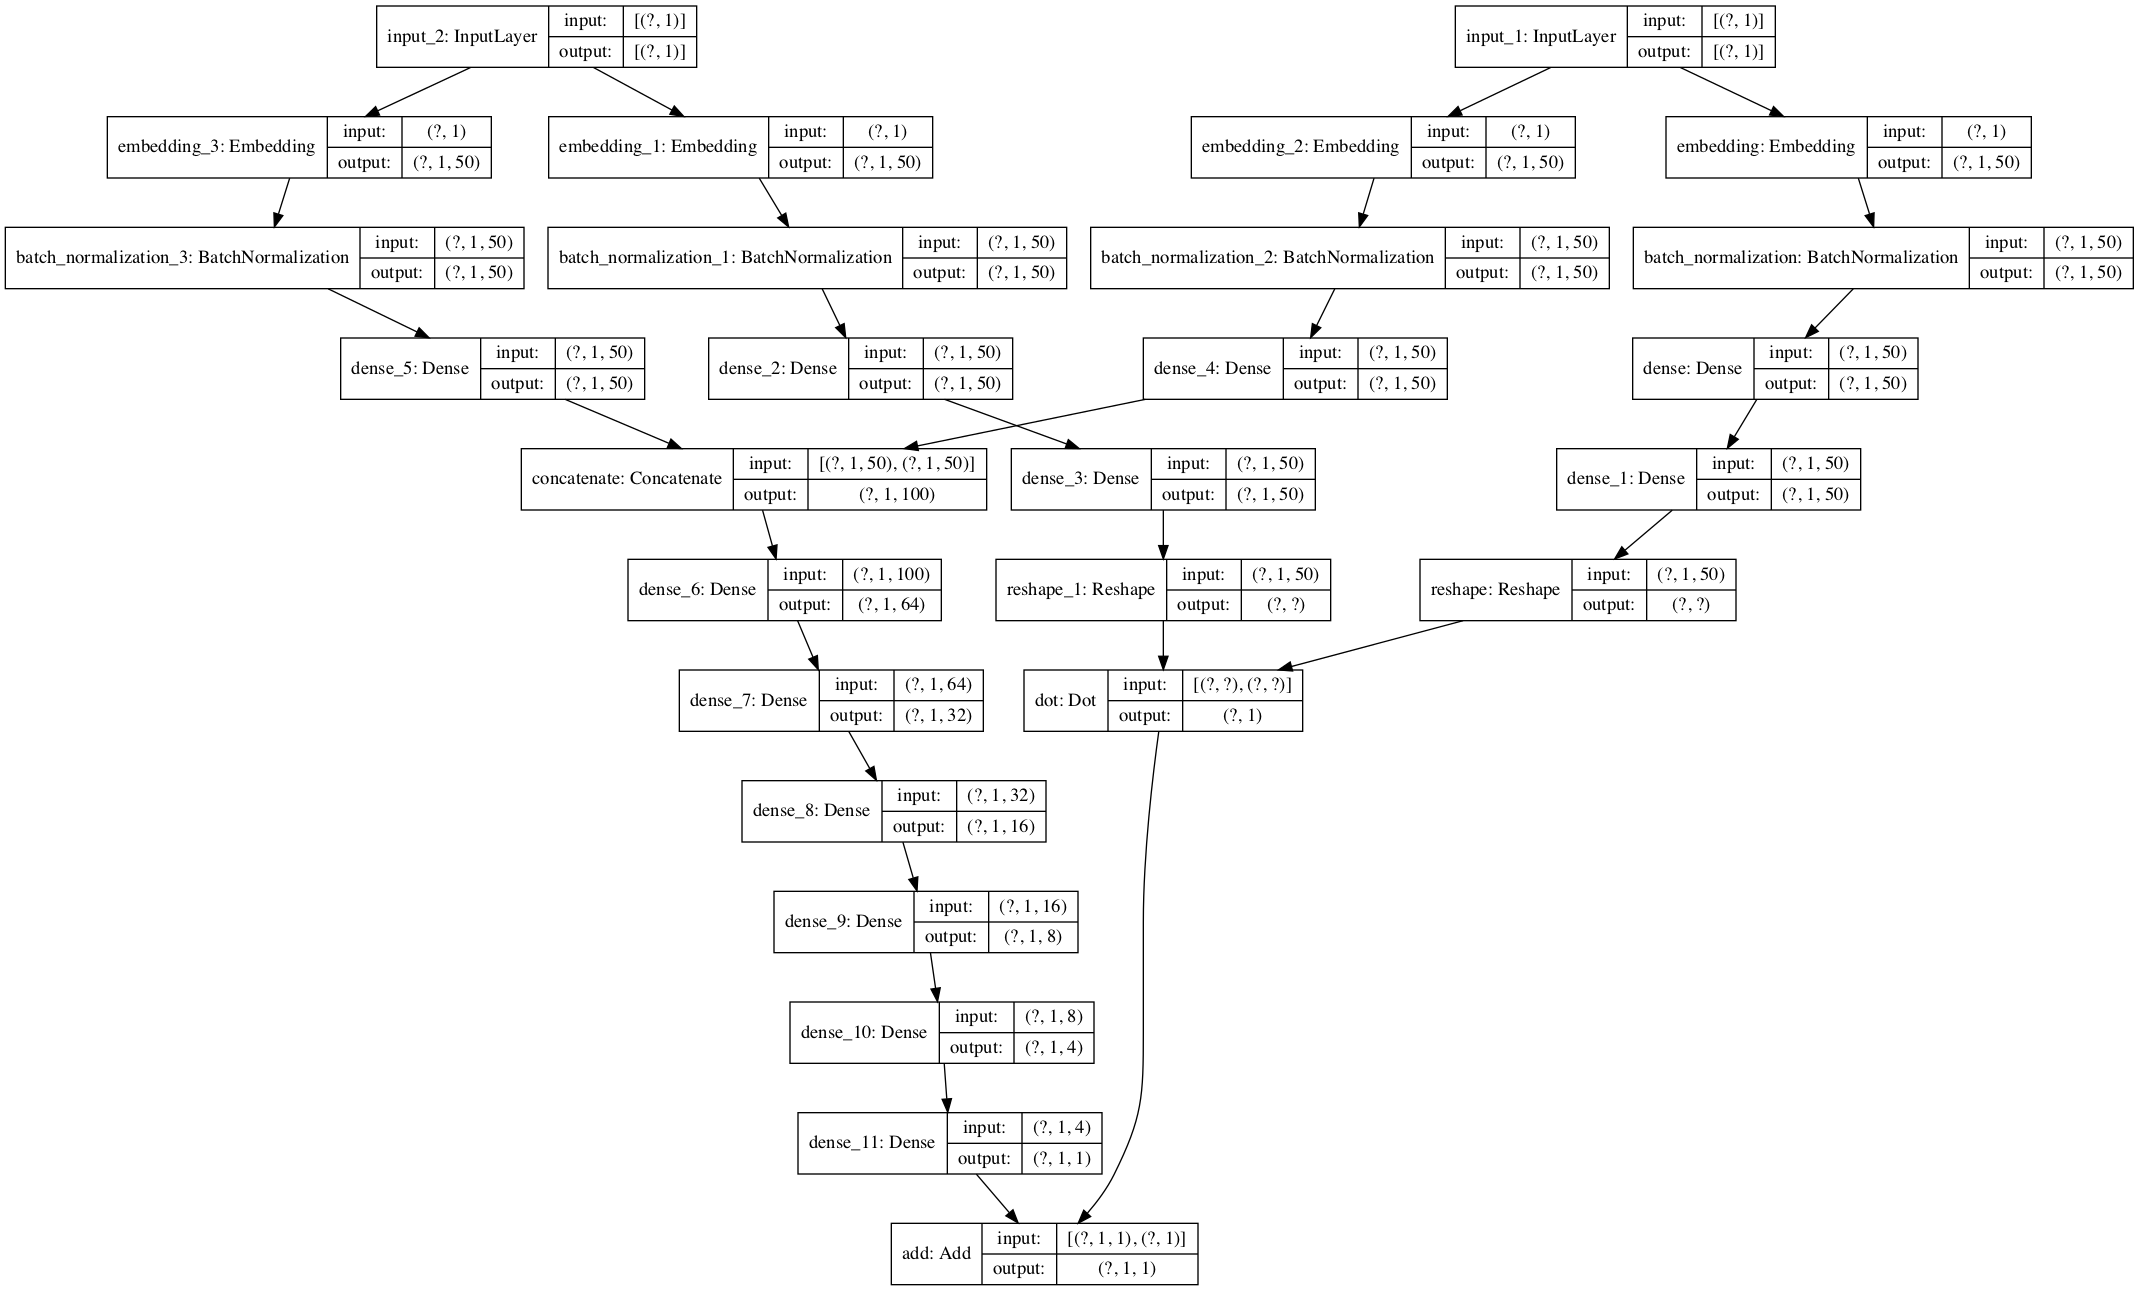 input_2: InputLayer
input:
[(?, 1)]
output:
[(?, 1)]
input_1: InputLayer
input:
[(?, 1)]
output:
[(?, 1)]
embedding_3: Embedding
input:
(?, 1)
output:
(?, 1, 50)
embedding_1: Embedding
input:
(?, 1)
output:
(?, 1, 50)
embedding_2: Embedding
input:
(?, 1)
output:
(?, 1, 50)
embedding: Embedding
input:
(?, 1)
output:
(?, 1, 50)
batch_normalization_3: BatchNormalization
input:
(?, 1, 50)
output:
(?, 1, 50)
batch_normalization_1: BatchNormalization
input:
(?, 1, 50)
output:
(?, 1, 50)
batch_normalization_2: BatchNormalization
input:
(?, 1, 50)
output:
(?, 1, 50)
batch_normalization: BatchNormalization
input:
(?, 1, 50)
output:
(?, 1, 50)
dense_5: Dense
input:
(?, 1, 50)
output:
(?, 1, 50)
dense_2: Dense
input:
(?, 1, 50)
output:
(?, 1, 50)
dense_4: Dense
input:
(?, 1, 50)
output:
(?, 1, 50)
dense: Dense
input:
(?, 1, 50)
output:
(?, 1, 50)
concatenate: Concatenate
input:
[(?, 1, 50), (?, 1, 50)]
output:
(?, 1, 100)
dense_3: Dense
input:
(?, 1, 50)
output:
(?, 1, 50)
dense_1: Dense
input:
(?, 1, 50)
output:
(?, 1, 50)
dense_6: Dense
input:
(?, 1, 100)
output:
(?, 1, 64)
reshape_1: Reshape
input:
(?, 1, 50)
output:
(?, ?)
reshape: Reshape
input:
(?, 1, 50)
output:
(?, ?)
dense_7: Dense
input:
(?, 1, 64)
output:
(?, 1, 32)
dot: Dot
input:
[(?, ?), (?, ?)]
output:
(?, 1)
dense_8: Dense
input:
(?, 1, 32)
output:
(?, 1, 16)
dense_9: Dense
input:
(?, 1, 16)
output:
(?, 1, 8)
dense_10: Dense
input:
(?, 1, 8)
output:
(?, 1, 4)
dense_11: Dense
input:
(?, 1, 4)
output:
(?, 1, 1)
add: Add
input:
[(?, 1, 1), (?, 1)]
output:
(?, 1, 1)